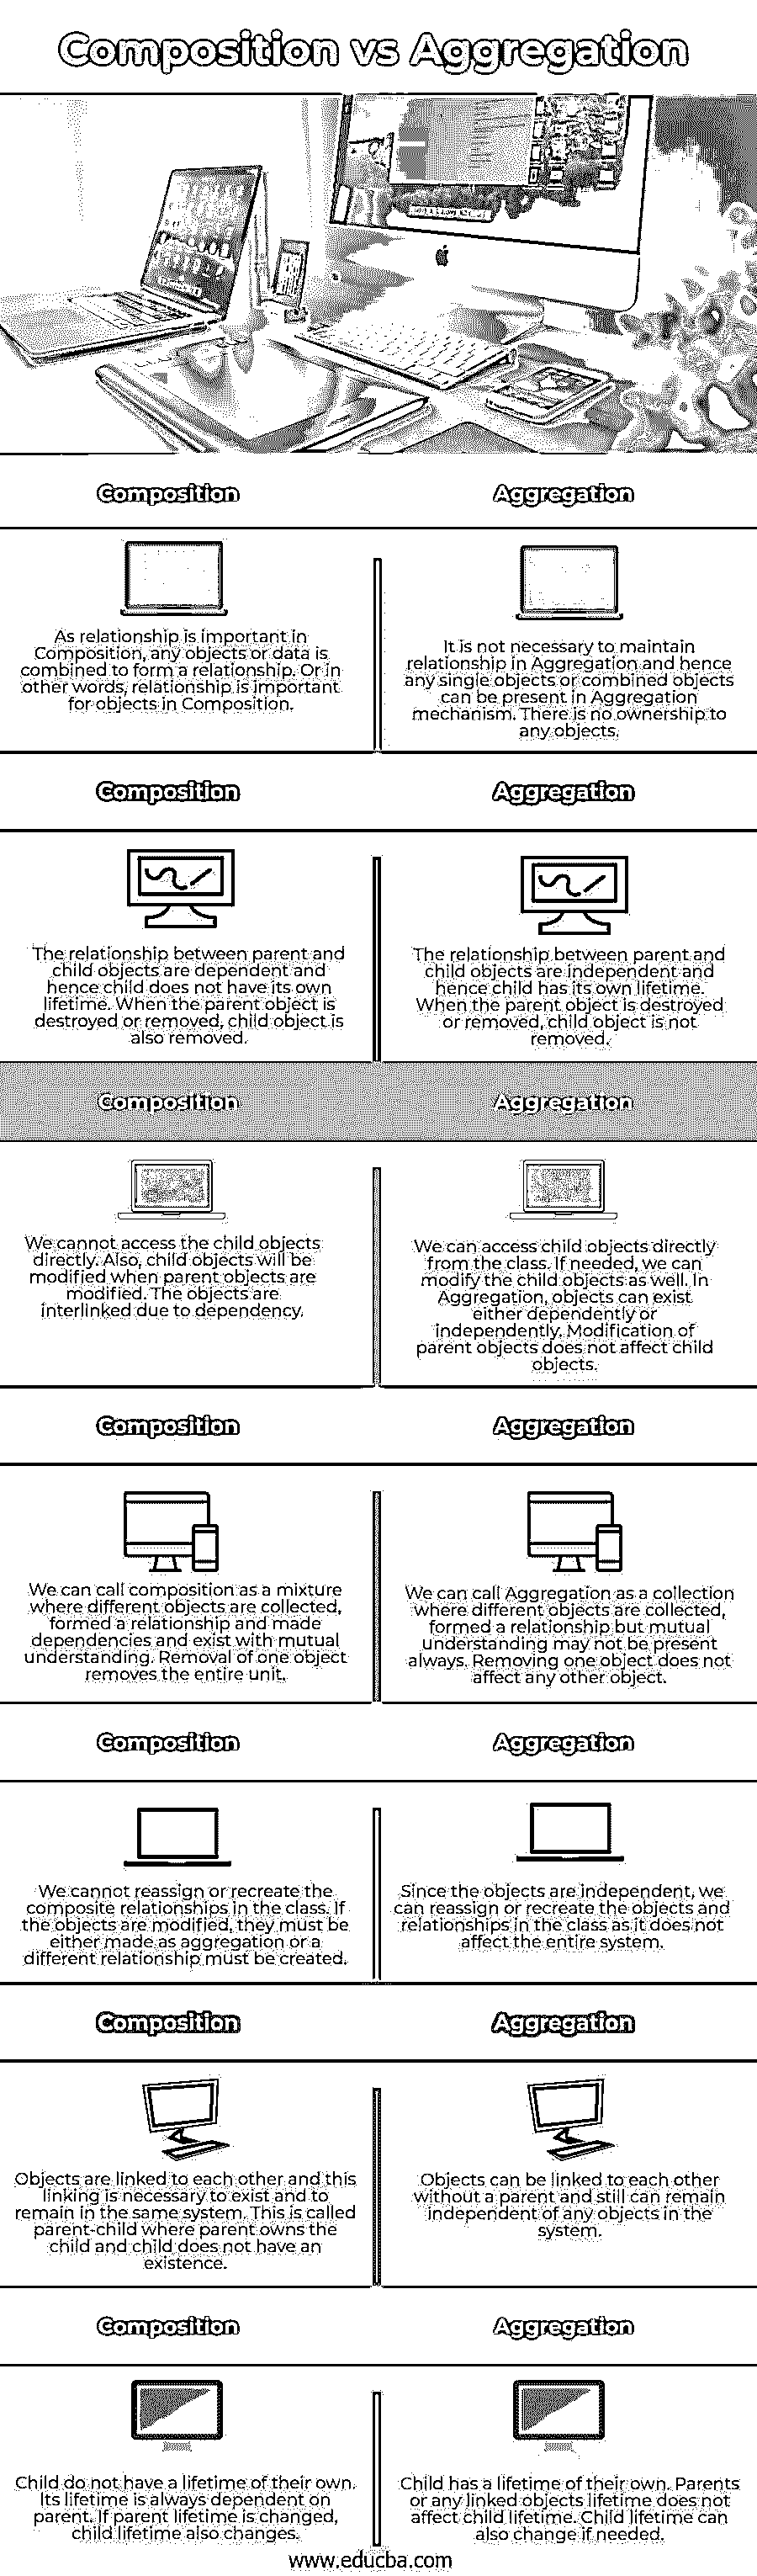 Composition vs Aggregation
Composition
Aggregation
As relationship is important in
Composition, any objects or data is
combined to form a relationship. Or in
other words, relationship is important
for objects in Composition.
It is not necessary to maintain
relationship in Aggregation and hence
any single objects or combined objects
can be present in Aggregation
mechanism. There is no ownership to
any objects.
Composition
Aggregation
The relationship between parent and
child objects are dependent and
hence child does not have its own
lifetime. When the parent object is
destroyed or removed, child object is
also removed.
The relationship between parent and
child objects are independent and
hence child has its own lifetime.
When the parent object is destroyed
or removed, child object is not
removed.
Composition
Aggregation
We cannot access the child objects
directly. Also, child objects will be
modified when parent objects are
modified. The objects are
interlinked due to dependency.
We can access child objects directly
from the class. If needed, we can
modify the child objects as well. In
Aggregation, objects can exist
either dependently or
independently. Modification of
parent objects does not affect child
objects.
Composition
Aggregation
We can call composition as a mixture
where different objects are collected,
formed a relationship and made
dependencies and exist with mutual
understanding. Removal of one object
removes the entire unit.
We can call Aggregation as a collection
where different objects are collected,
formed a relationship but mutual
understanding may not be present
always. Removing one object does not
affect any other object.
Composition
Aggregation
We cannot reassign or recreate the
composite relationships in the class. If
the objects are modified, they must be
either made as aggregation or a
different relationship must be created.
Since the objects are independent, we
can reassign or recreate the objects and
relationships in the class as it does not
affect the entire system.
Composition
Aggregation
Objects are linked to each other and this
linking is necessary to exist and to
remain in the same system. This is called
parent-child where parent owns the
child and child does not have an
existence.
Objects can be linked to each other
without a parent and still can remain
independent of any objects in the
system.
Composition
Aggregation
Child do not have a lifetime of their own.
Its lifetime is always dependent on
parent. If parent lifetime is changed,
child lifetime also changes.
Child has a lifetime of their own. Parents
or any linked objects lifetime does not
affect child lifetime. Child lifetime can
also change if needed.
www.educba.com